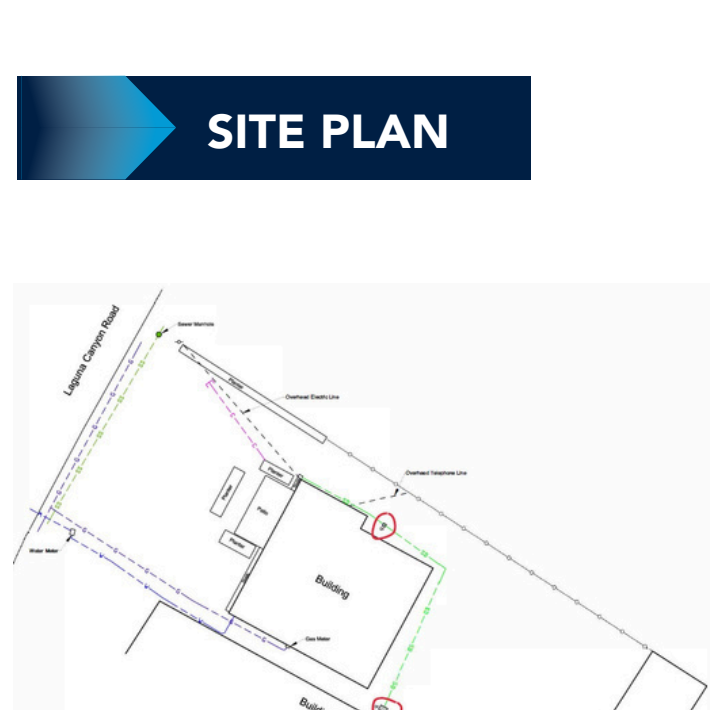 SITE PLAN
Laguna Canyon Road
Sewer Manhole
Planter
Overhead Electric Line
Overhead Telephone Line
Planter
Planter
Patio
Planter
Water Meter
Building
Gas Meter
Building